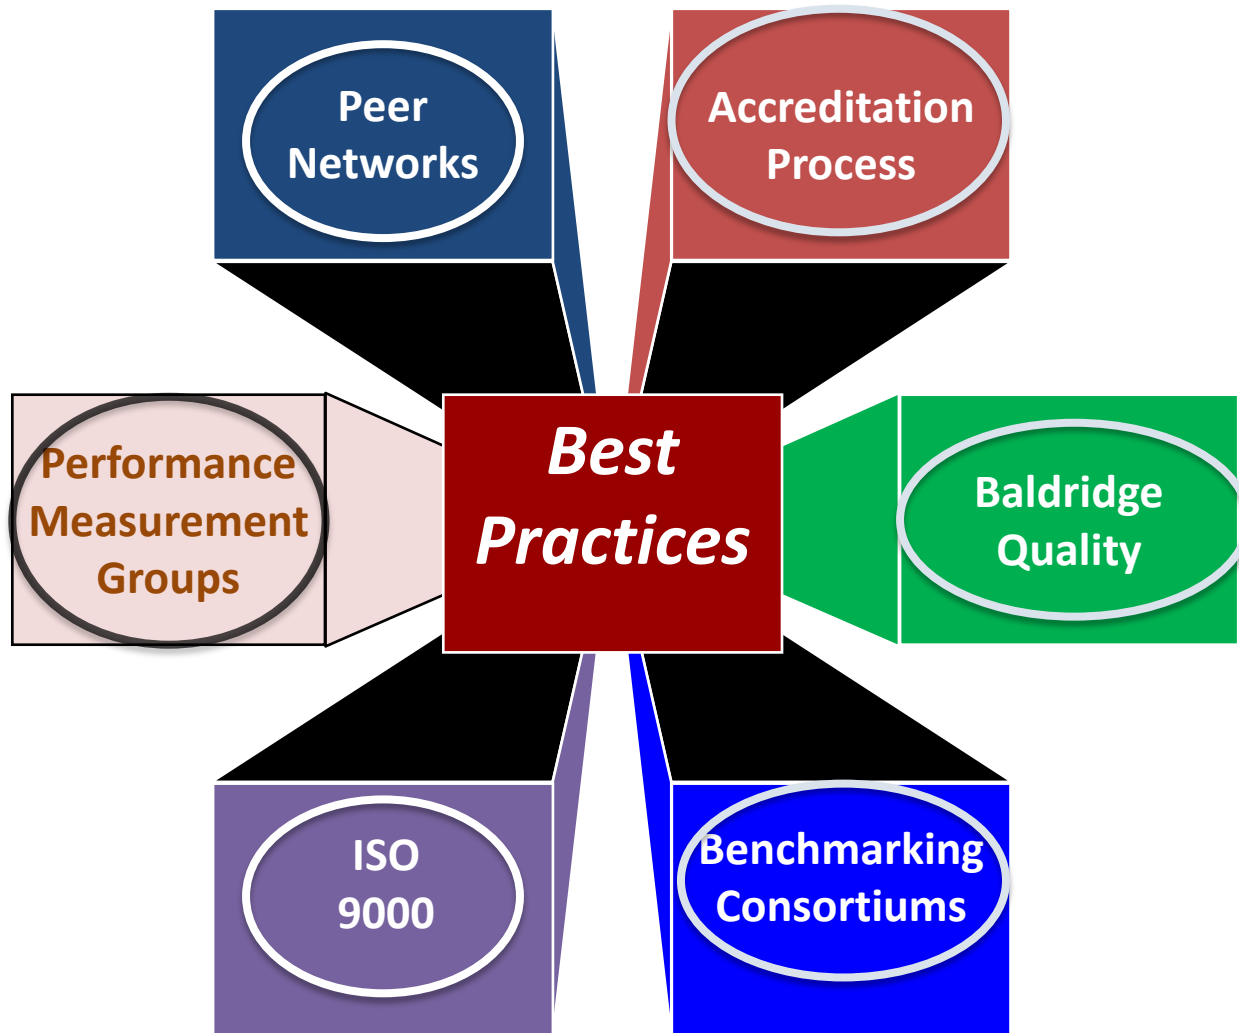 Peer
Networks
Accreditation
Process
Performance
Measurement
Groups
Best
Practices
Baldridge
Quality
ISO
9000
Benchmarking
Consortiums